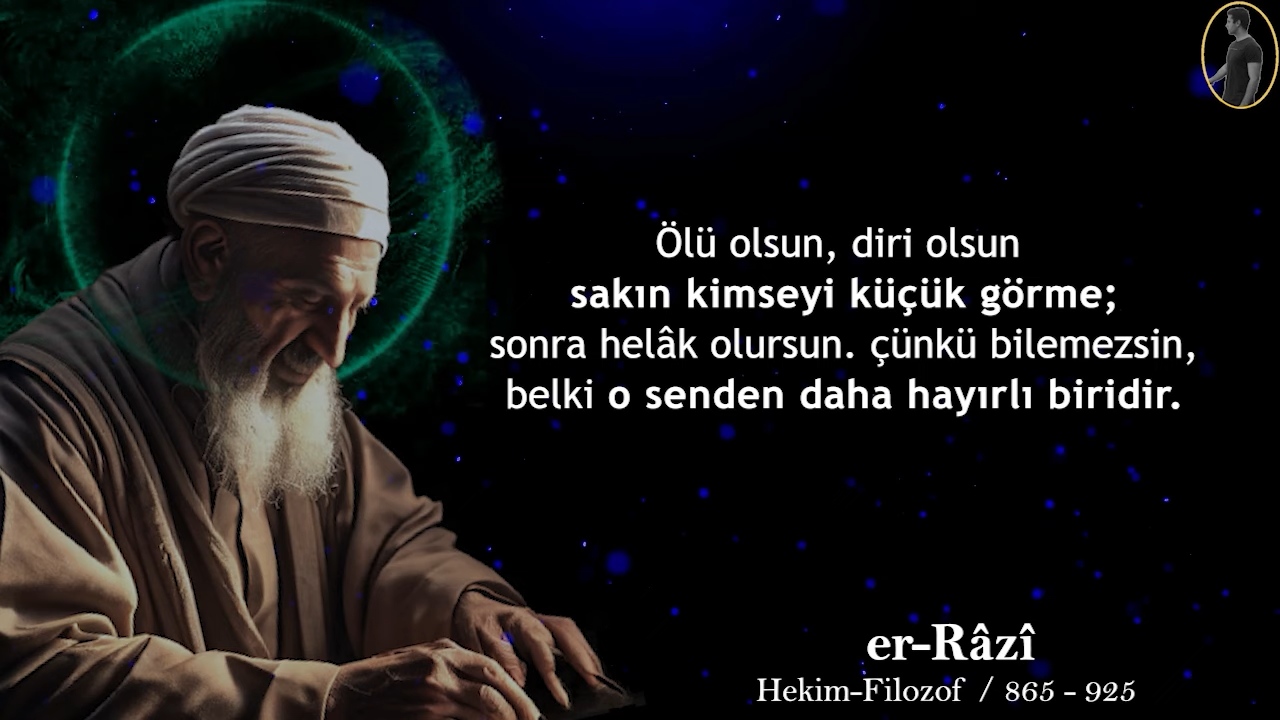 Ölü olsun, diri olsun
sakın kimseyi küçük görme;
sonra helâk olursun. çünkü bilemezsin,
belki o senden daha hayırlı biridir.
er-Râzî
Hekim-Filozof / 865 - 925